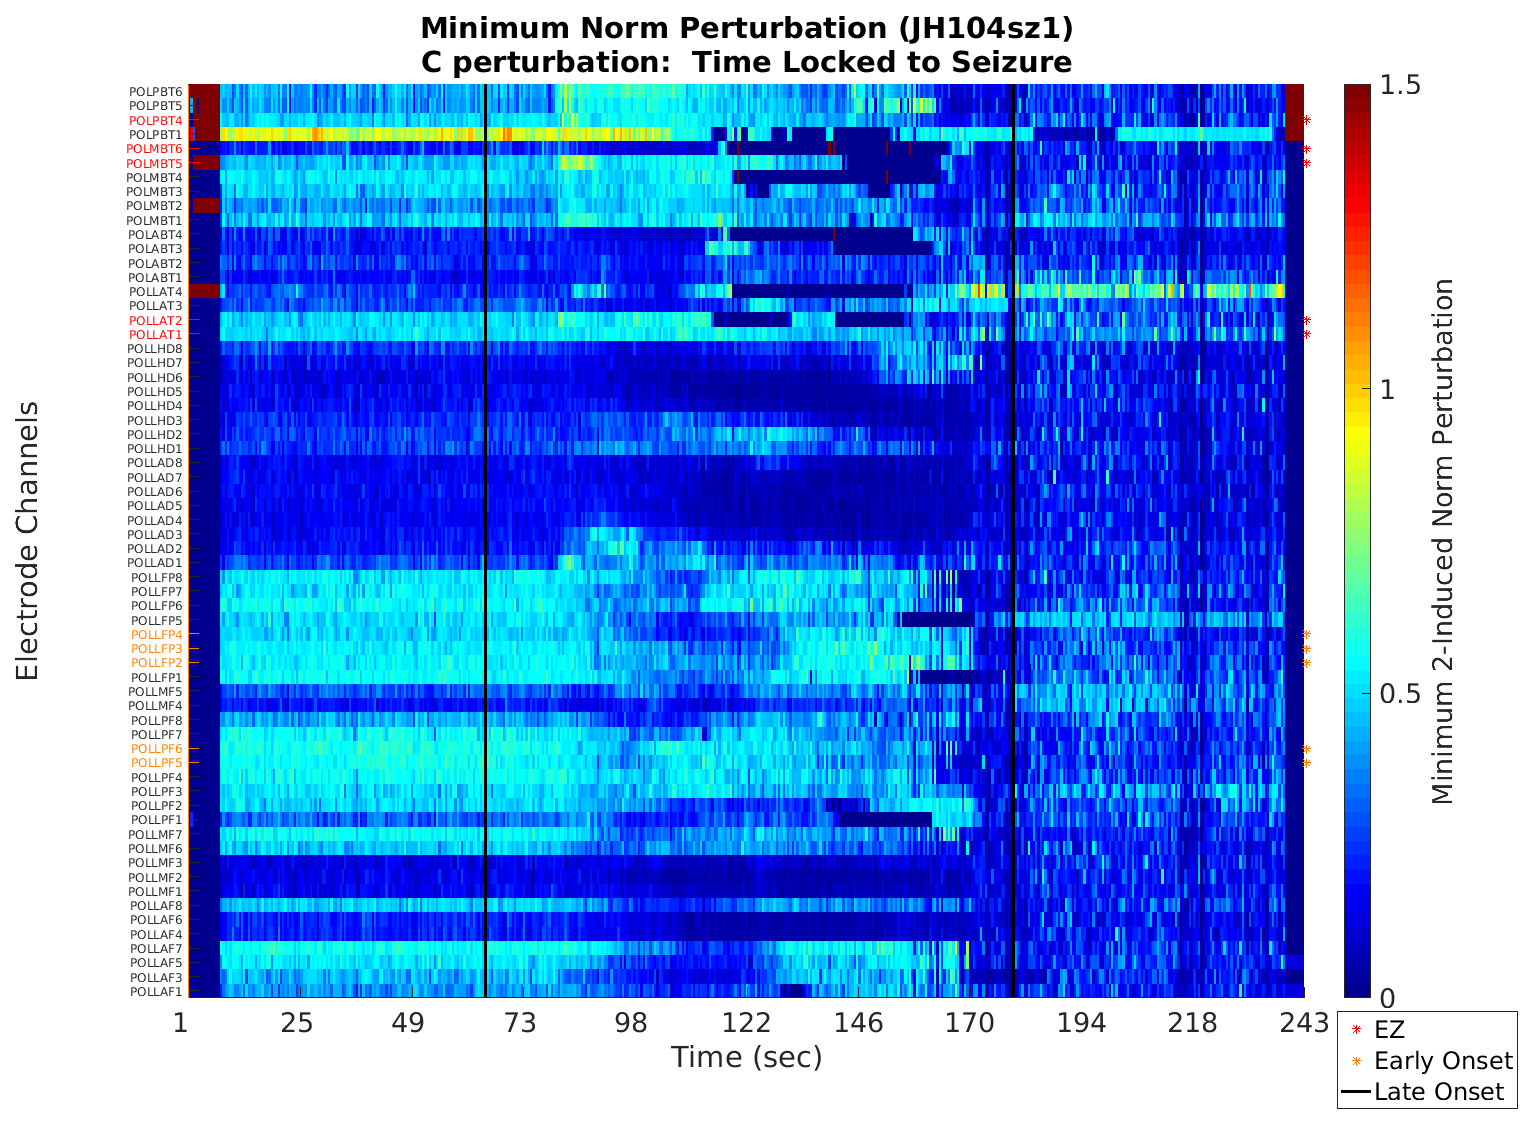 Minimum Norm Perturbation (JH104sz1)
C perturbation:  Time Locked to Seizure
Electrode Channels
POLPBT6
POLPBT5
POLPBT4
POLPBT1
POLMBT6
POLMBT5
POLMBT4
POLMBT3
POLMBT2
POLMBT1
POLABT4
POLABT3
POLABT2
POLABT1
POLLAT4
POLLAT3
POLLAT2
POLLAT1
POLLHD8
POLLHD7
POLLHD6
POLLHD5
POLLHD4
POLLHD3
POLLHD2
POLLHD1
POLLAD8
POLLAD7
POLLAD6
POLLAD5
POLLAD4
POLLAD3
POLLAD2
POLLAD1
POLLFP8
POLLFP7
POLLFP6
POLLFP5
POLLFP4
POLLFP3
POLLFP2
POLLFP1
POLLMF5
POLLMF4
POLLPF8
POLLPF7
POLLPF6
POLLPF5
POLLPF4
POLLPF3
POLLPF2
POLLPF1
POLLMF7
POLLMF6
POLLMF3
POLLMF2
POLLMF1
POLLAF8
POLLAF6
POLLAF4
POLLAF7
POLLAF5
POLLAF3
POLLAF1
1 25 49 73 98 122 146 170 194 218 243
Time (sec)
1.5
1
0.5
0
Minimum 2-Induced Norm Perturbation
EZ
Early Onset
Late Onset